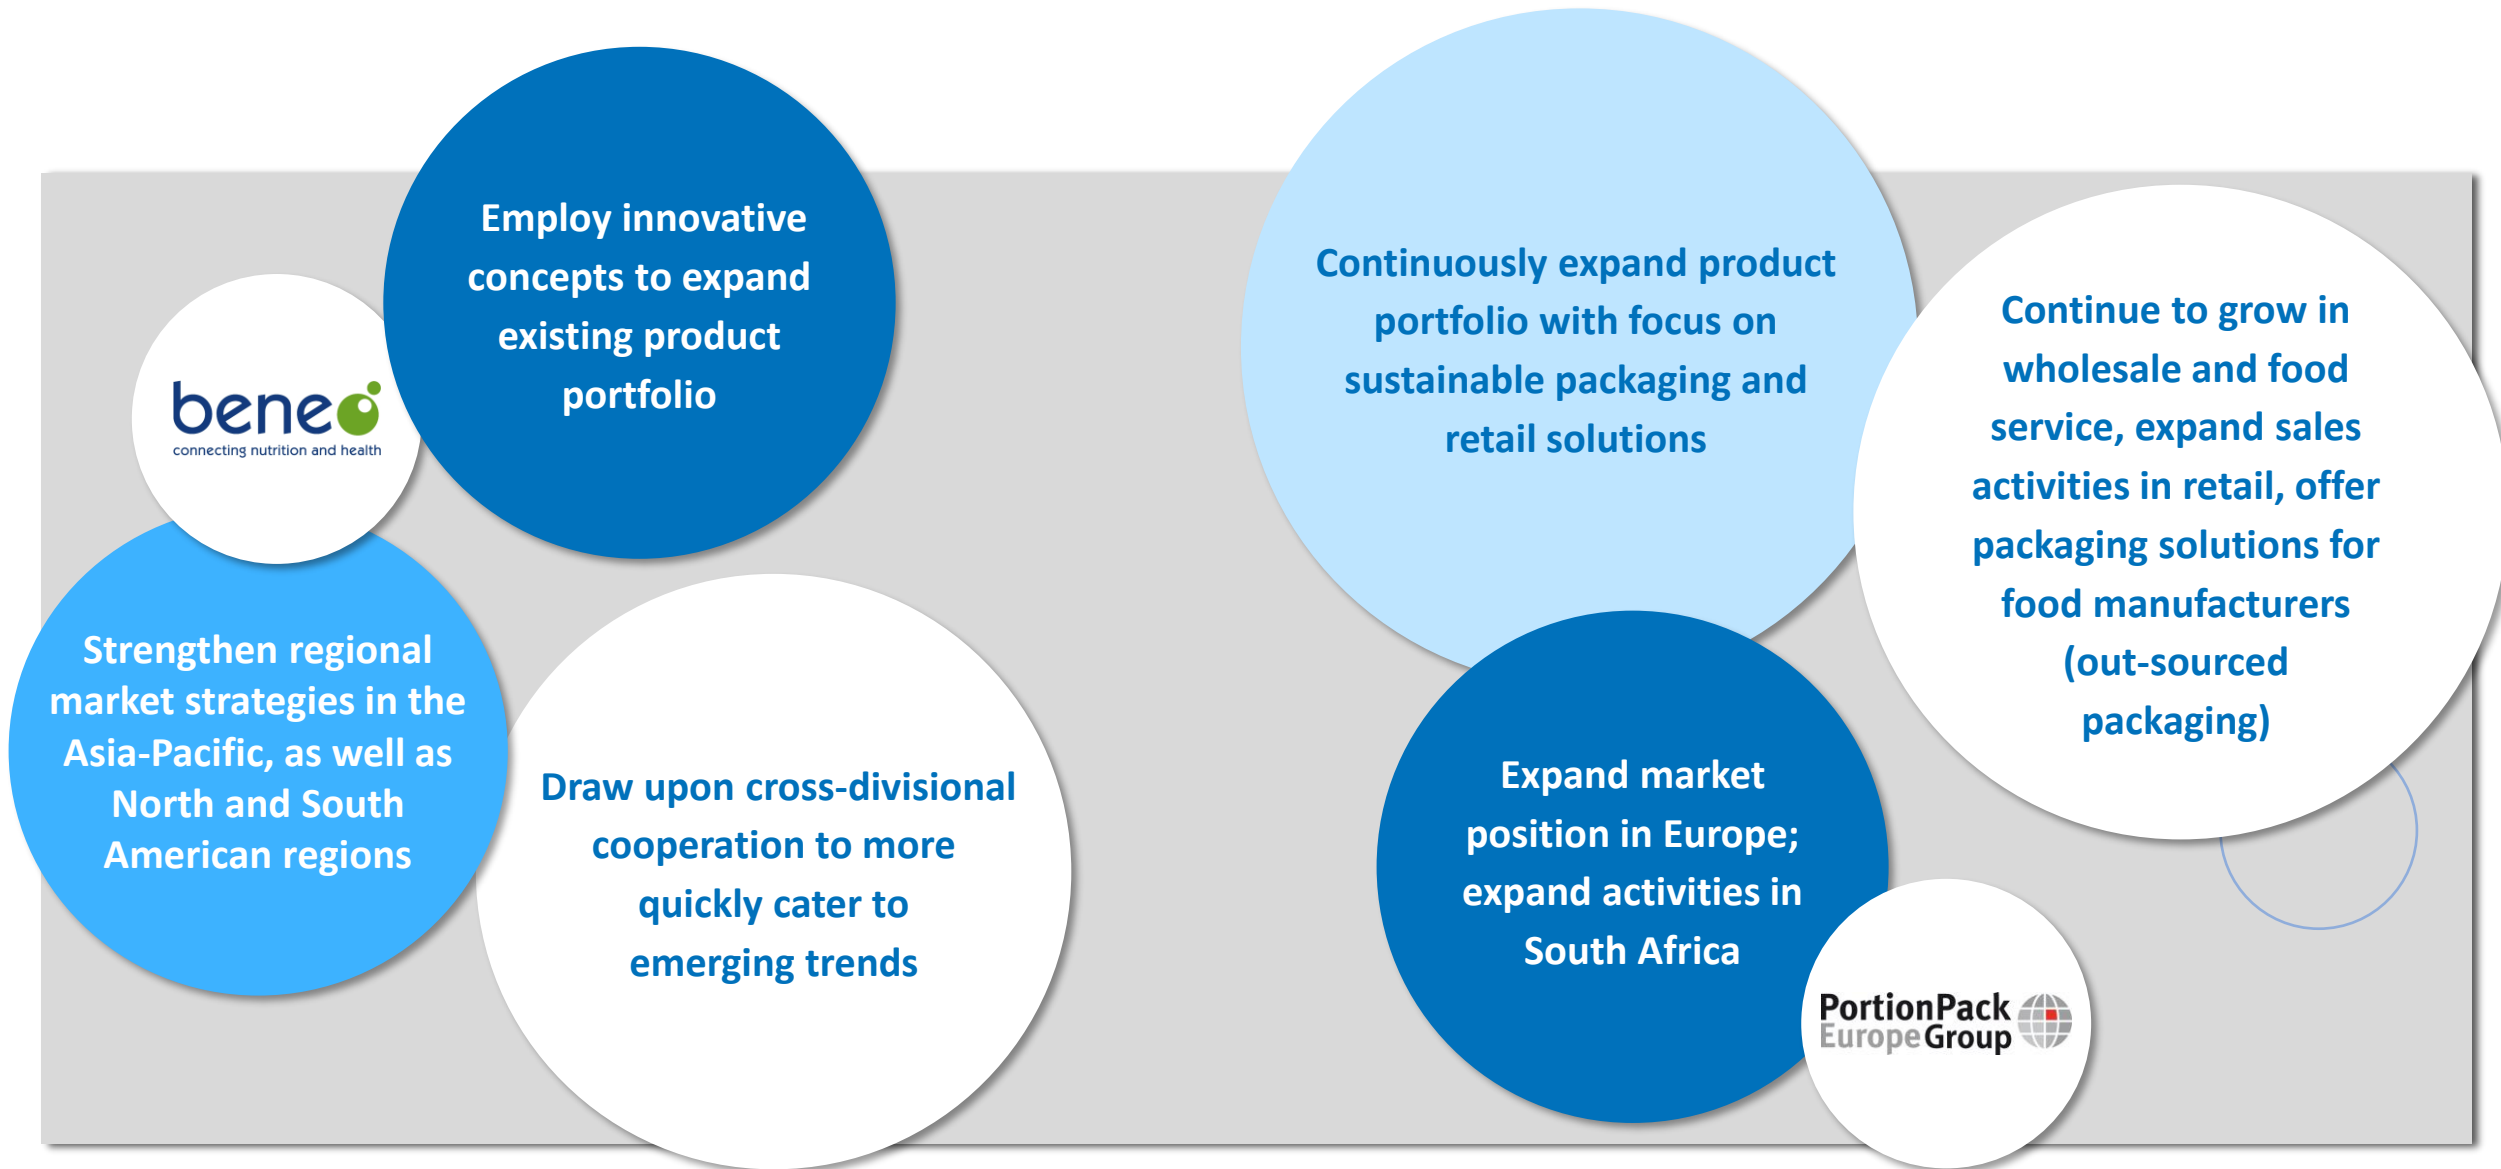 Employ innovative
concepts to expand
existing product
portfolio
beneo
connecting nutrition and health
Strengthen regional
market strategies in the
Asia-Pacific, as well as
North and South
American regions
Draw upon cross-divisional
cooperation to more
quickly cater to
emerging trends
Continuously expand product
portfolio with focus on
sustainable packaging and
retail solutions
Continue to grow in
wholesale and food
service, expand sales
activities in retail, offer
packaging solutions for
food manufacturers
(out-sourced
packaging)
Expand market
position in Europe;
expand activities in
South Africa
PortionPack
Europe Group